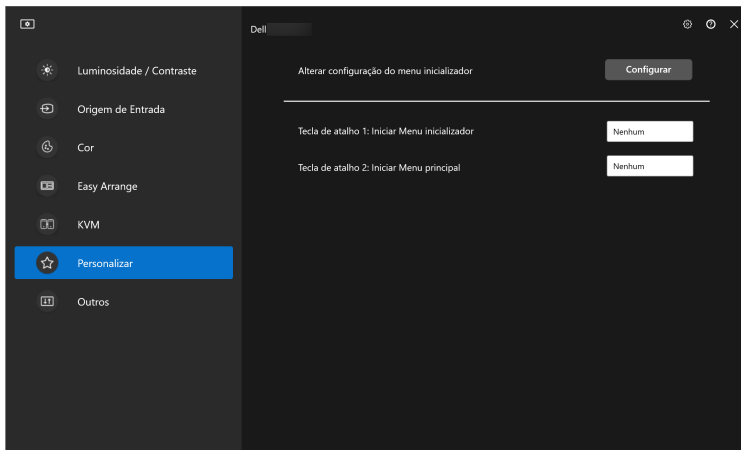 Dell
Luminosidade / Contraste
Origem de Entrada
Cor
Easy Arrange
KVM
Personalizar
Outros
Alterar configuração do menu inicializador
Configurar
Tecla de atalho 1: Iniciar Menu inicializador
Nenhum
Tecla de atalho 2: Iniciar Menu principal
Nenhum